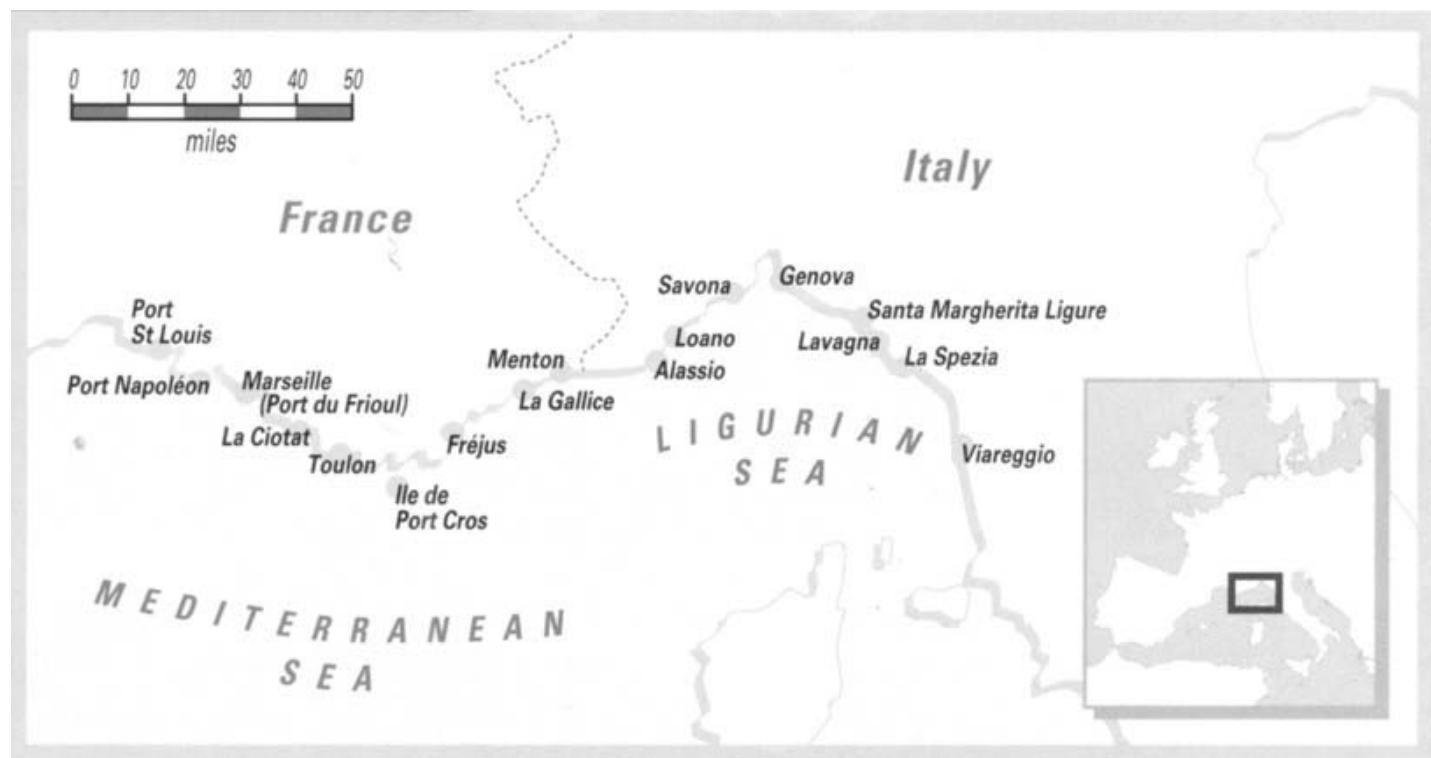 0 10 20 30 40 50
miles
Italy
France
Port
St Louis
Port Napoléon
Marseille
(Port du Frioul)
La Ciotat
Toulon
Ile de
Port Cros
Fréjus
La Gallice
Menton
Alassio
Loano
Savona
Genova
Santa Margherita Ligure
Lavagna
La Spezia
Viareggio
LIGURIAN
SEA
MEDITERRANEAN
SEA